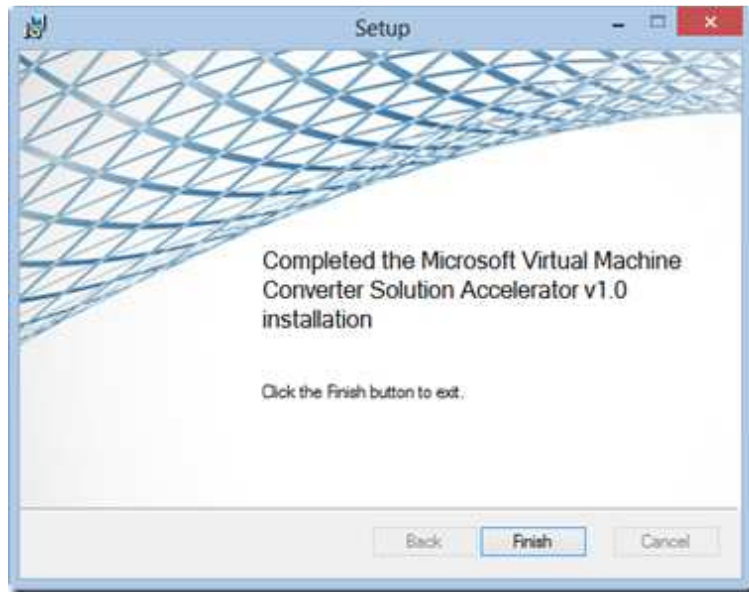 Setup
Completed the Microsoft Virtual Machine
Converter Solution Accelerator v1.0
installation
Click the Finish button to exit.
Back Finish Cancel